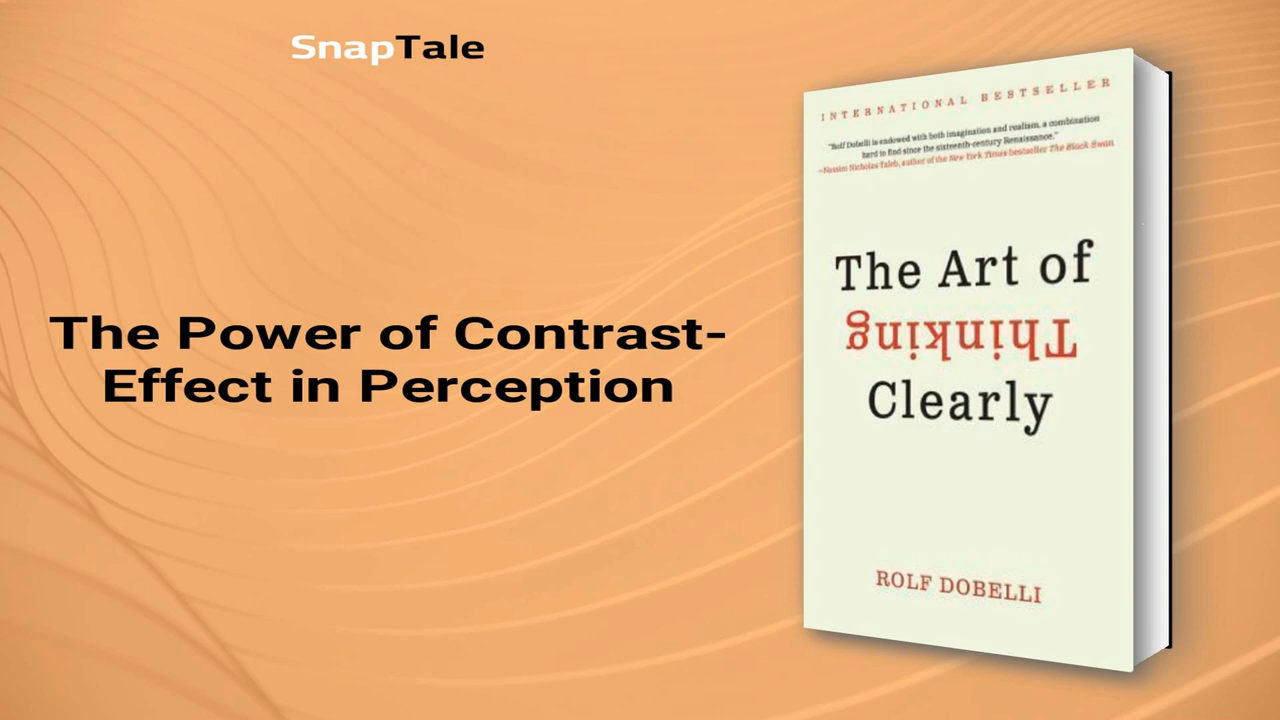 SnapTale
The Power of Contrast-
Effect in Perception
INTERNATIONAL BESTSELLER
"Rolf Dobelli is endowed with both imagination and realism, a combination
hard to find since the sixteenth-century Renaissance."
—Nassim Nicholas Taleb, author of the New York Times bestseller The Black Swan
The Art of
Thinking
Clearly
ROLF DOBELLI